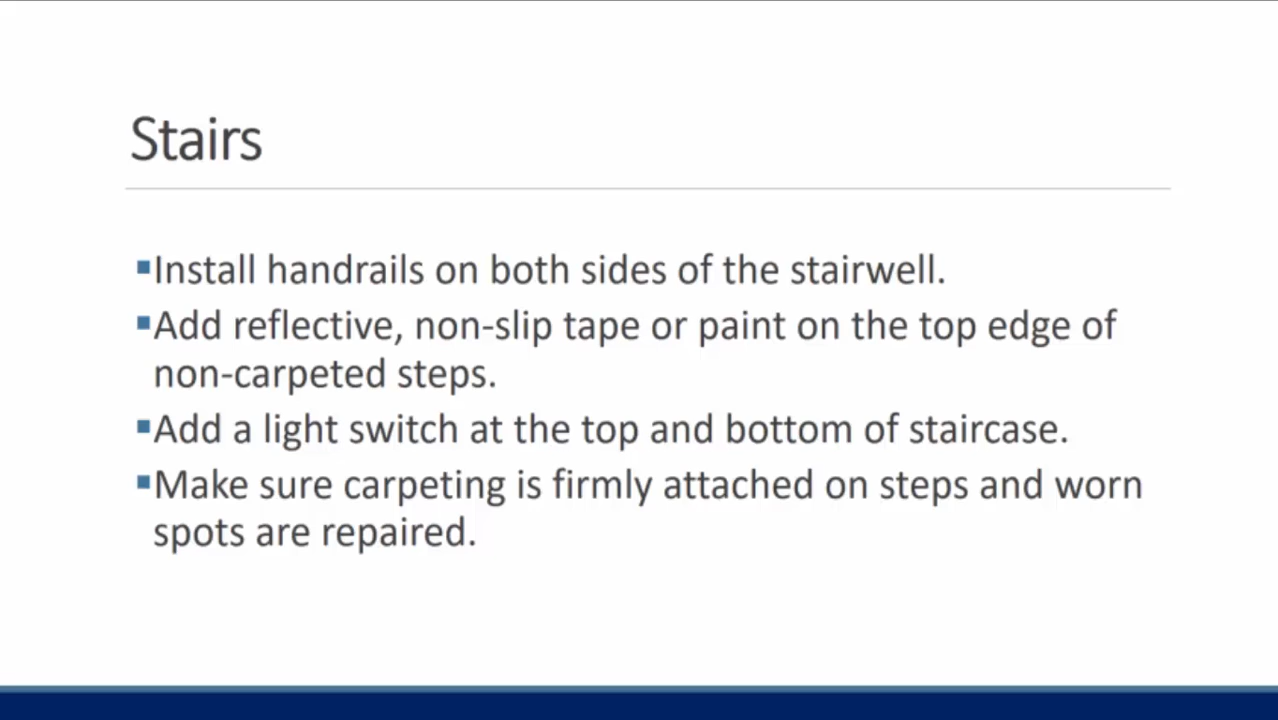 Stairs
▪Install handrails on both sides of the stairwell.
▪Add reflective, non-slip tape or paint on the top edge of
non-carpeted steps.
▪Add a light switch at the top and bottom of staircase.
▪Make sure carpeting is firmly attached on steps and worn
spots are repaired.